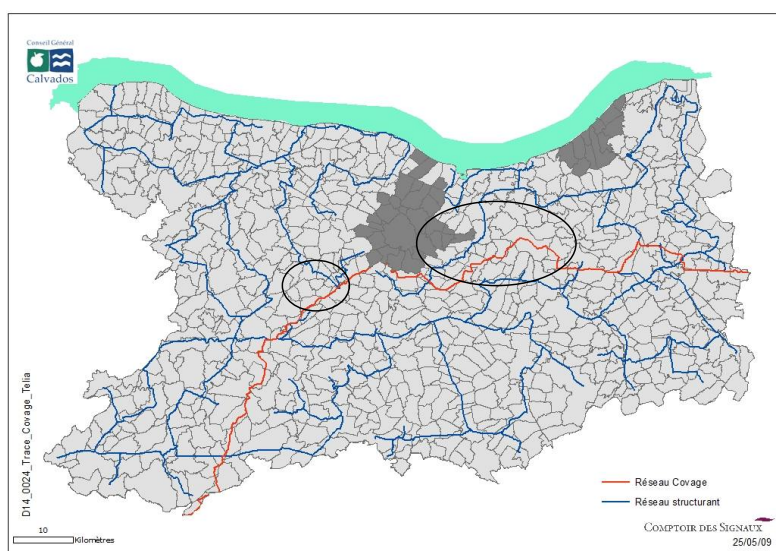 Conseil Général
Calvados
D14_0024_Trace_Covage_Telia
Réseau Covage
Réseau structurant
COMPTOIR DES SIGNAUX
25/05/09
10
Kilomètres